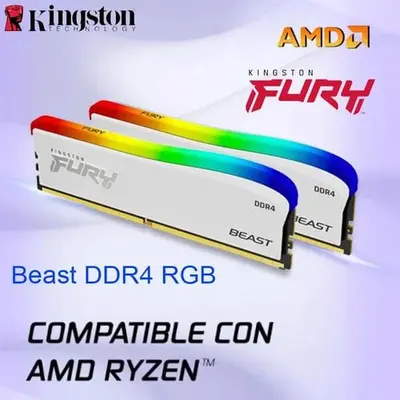 Kingston
TECHNOLOGY
AMD
KINGSTON
FURY
FURY
KINGSTON
FURY
DDR4
BEAST
DDR4
BEAST
Beast DDR4 RGB
COMPATIBLE CON
AMD RYZEN™